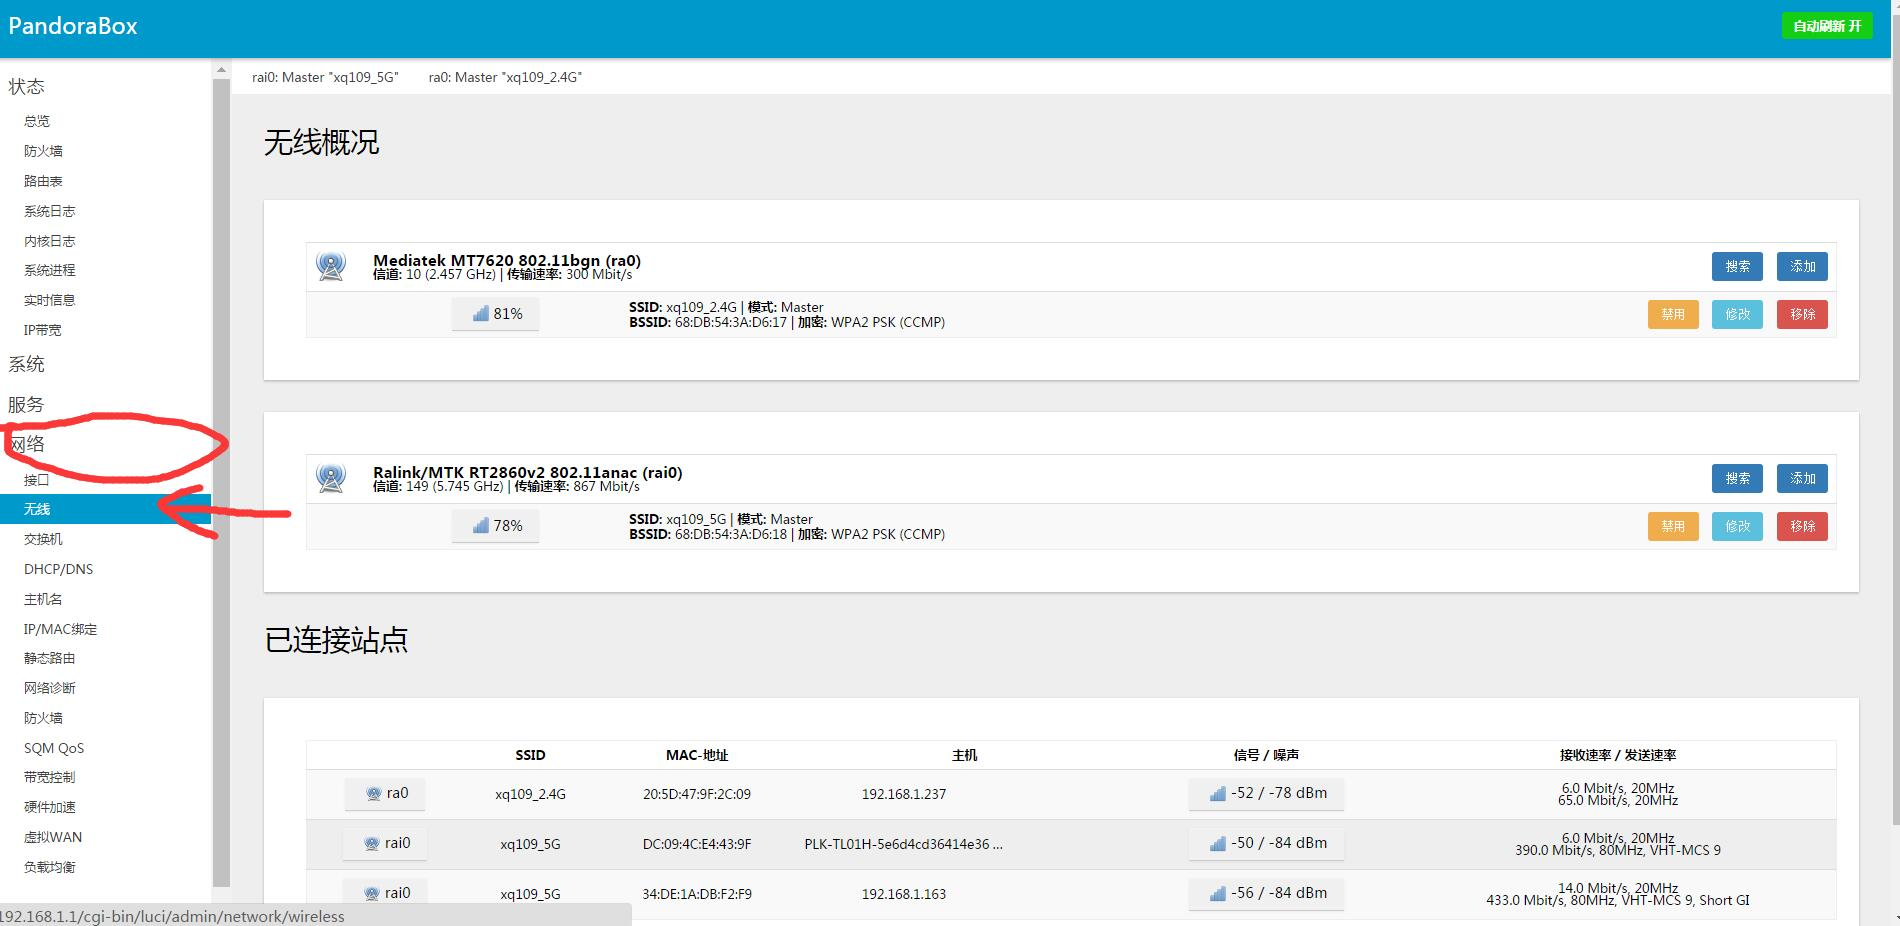 PandoraBox
自动刷新 开
状态
总览
防火墙
路由表
系统日志
内核日志
系统进程
实时信息
IP带宽
系统
服务
网络
接口
无线
交换机
DHCP/DNS
主机名
IP/MAC绑定
静态路由
网络诊断
防火墙
SQM QoS
带宽控制
硬件加速
虚拟WAN
负载均衡
rai0: Master "xq109_5G" ra0: Master "xq109_2.4G"
无线概况
Mediatek MT7620 802.11bgn (ra0)
信道: 10 (2.457 GHz) | 传输速率: 300 Mbit/s
搜索 添加
81%
SSID: xq109_2.4G | 模式: Master
BSSID: 68:DB:54:3A:D6:17 | 加密: WPA2 PSK (CCMP)
禁用 修改 移除
Ralink/MTK RT2860v2 802.11anac (rai0)
信道: 149 (5.745 GHz) | 传输速率: 867 Mbit/s
搜索 添加
78%
SSID: xq109_5G | 模式: Master
BSSID: 68:DB:54:3A:D6:18 | 加密: WPA2 PSK (CCMP)
禁用 修改 移除
已连接站点
SSID MAC-地址 主机 信号 / 噪声 接收速率 / 发送速率
ra0 xq109_2.4G 20:5D:47:9F:2C:09 192.168.1.237 -52 / -78 dBm
6.0 Mbit/s, 20MHz
65.0 Mbit/s, 20MHz
rai0 xq109_5G DC:09:4C:E4:43:9F PLK-TL01H-5e6d4cd36414e36 ... -50 / -84 dBm
6.0 Mbit/s, 20MHz
390.0 Mbit/s, 80MHz, VHT-MCS 9
rai0 xq109_5G 34:DE:1A:DB:F2:F9 192.168.1.163 -56 / -84 dBm
14.0 Mbit/s, 20MHz
433.0 Mbit/s, 80MHz, VHT-MCS 9, Short GI
192.168.1.1/cgi-bin/luci/admin/network/wireless